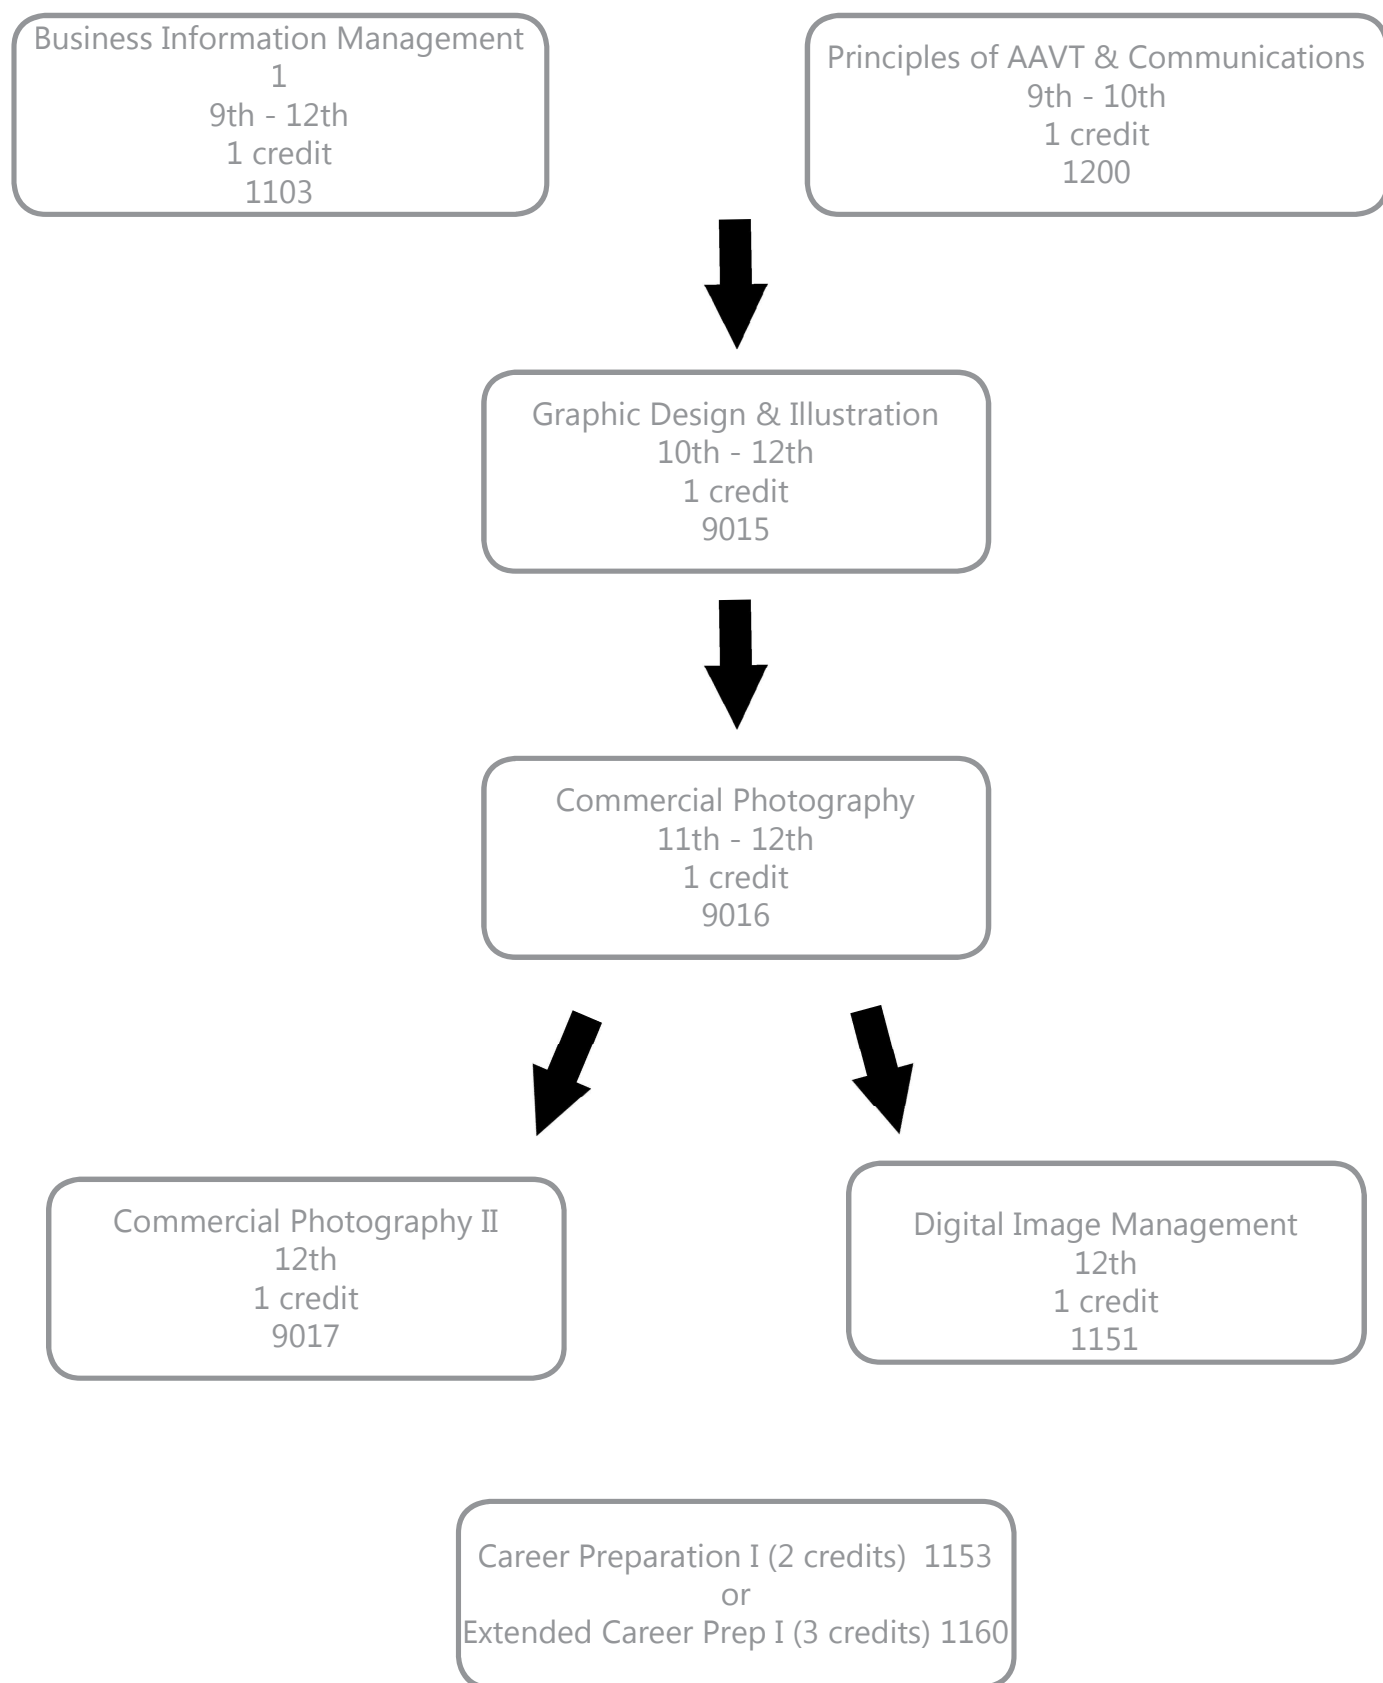 Business Information Management
1
9th - 12th
1 credit
1103
Principles of AAVT & Communications
9th - 10th
1 credit
1200
Graphic Design & Illustration
10th - 12th
1 credit
9015
Commercial Photography
11th - 12th
1 credit
9016
Commercial Photography II
12th
1 credit
9017
Digital Image Management
12th
1 credit
1151
Career Preparation I (2 credits)  1153
or
Extended Career Prep I (3 credits) 1160